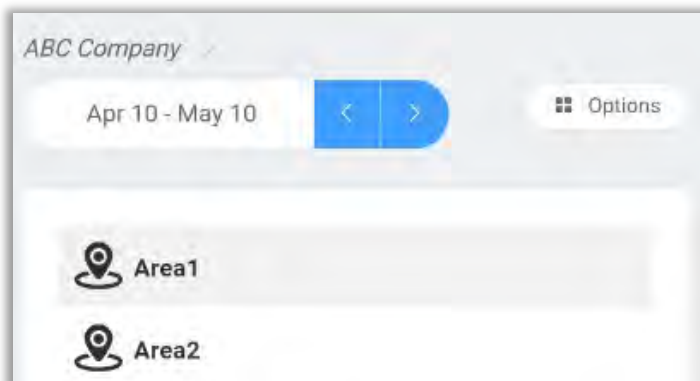 ABC Company
Apr 10 - May 10
Options
Area1
Area2